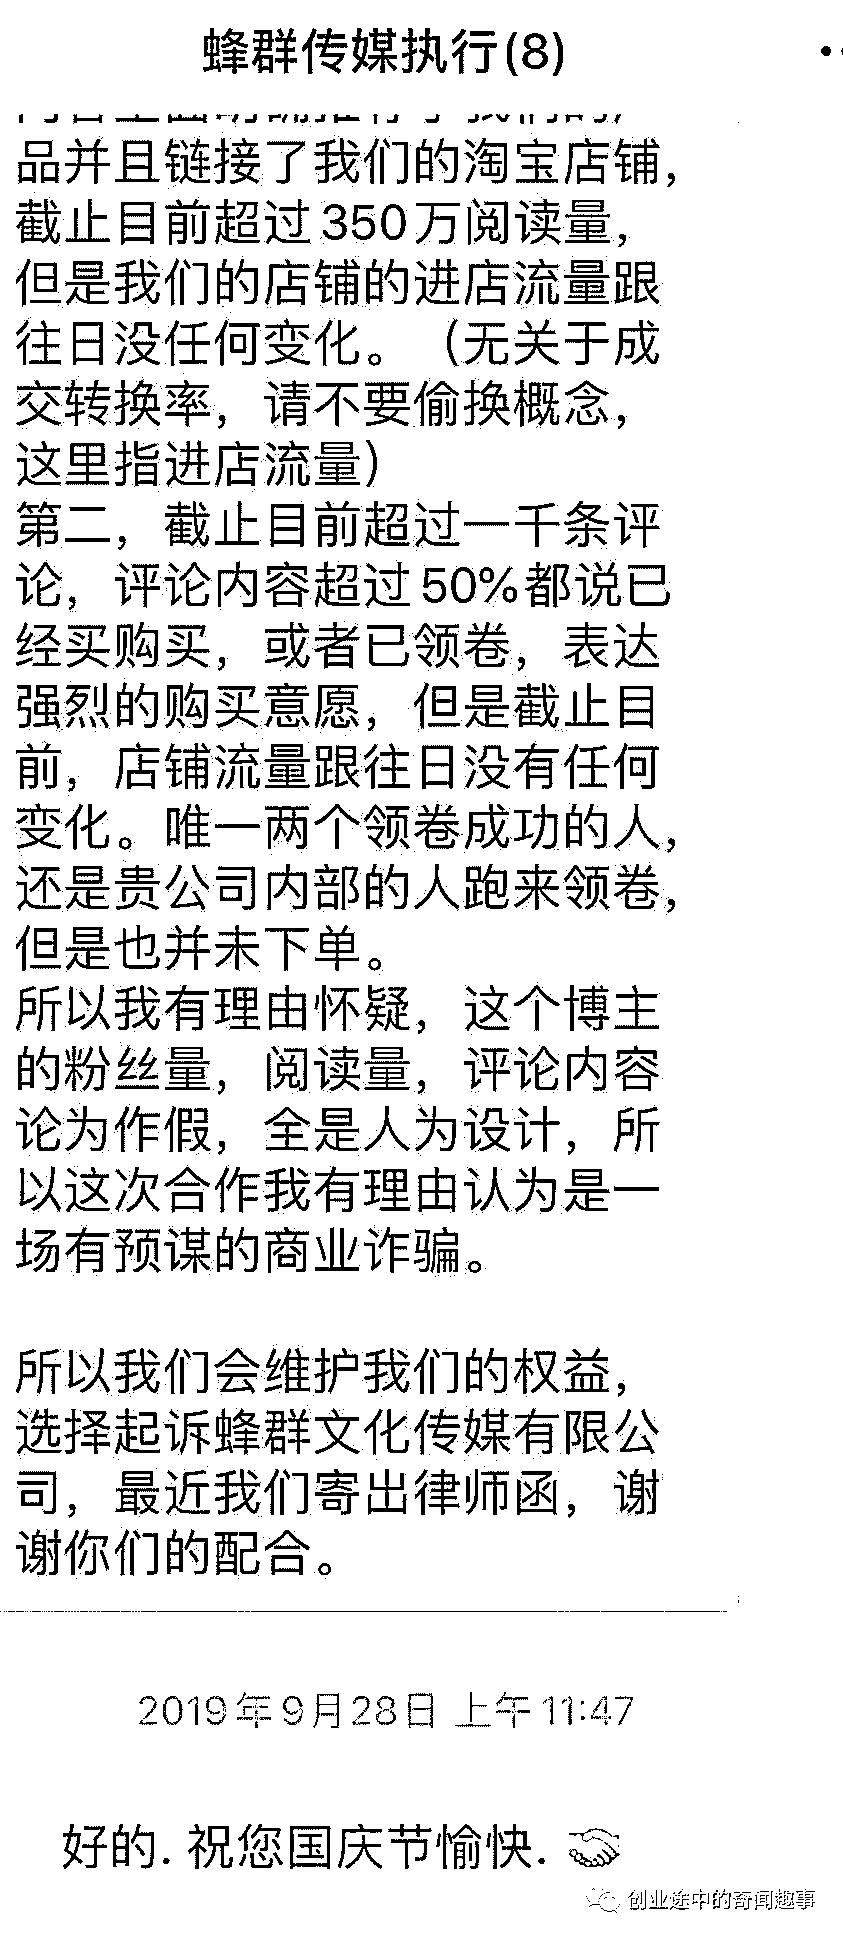 蜂群传媒执行(8)
品并且链接了我们的淘宝店铺，
截止目前超过350万阅读量，
但是我们的店铺的进店流量跟
往日没任何变化。（无关于成
交转换率，请不要偷换概念，
这里指进店流量）
第二，截止目前超过一千条评
论，评论内容超过50%都说已
经买购买，或者已领卷，表达
强烈的购买意愿，但是截止目
前，店铺流量跟往日没有任何
变化。唯一两个领卷成功的人，
还是贵公司内部的人跑来领卷，
但是也并未下单。
所以我有理由怀疑，这个博主
的粉丝量，阅读量，评论内容
论为作假，全是人为设计，所
以这次合作我有理由认为是一
场有预谋的商业诈骗。
所以我们会维护我们的权益，
选择起诉蜂群文化传媒有限公
司，最近我们寄出律师函，谢
谢你们的配合。
2019年9月28日 上午11:47
好的. 祝您国庆节愉快. 🤝
创业途中的奇闻趣事